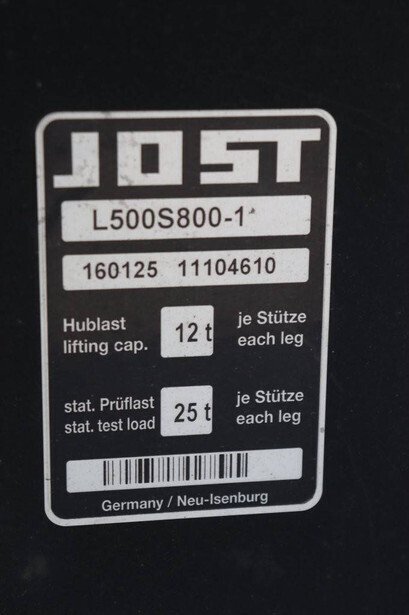 JOST
L500S800-1
160125 11104610
Hublast 12 t je Stütze
lifting cap. each leg
stat. Prüflast 25 t je Stütze
stat. test load each leg
Germany / Neu-Isenburg